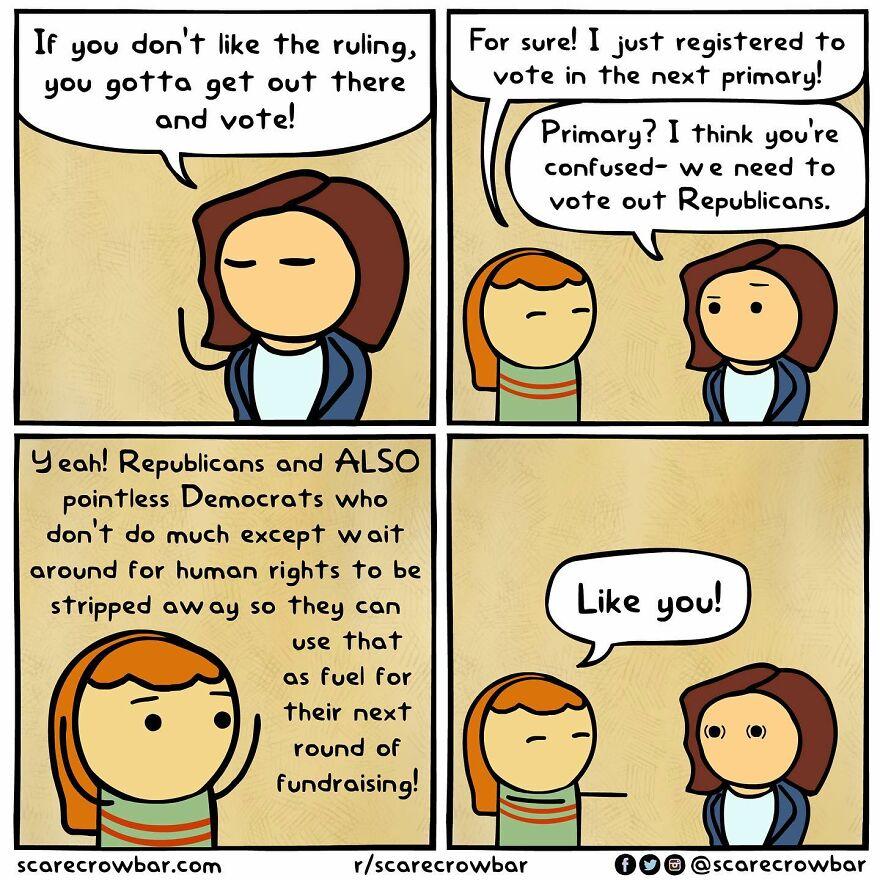 If you don't like the ruling,
you gotta get out there
and vote!
For sure! I just registered to
vote in the next primary!
Primary? I think you're
confused- we need to
vote out Republicans.
Yeah! Republicans and ALSO
pointless Democrats who
don't do much except wait
around for human rights to be
stripped away so they can
use that
as fuel for
their next
round of
fundraising!
Like you!
scarecrowbar.com
r/scarecrowbar
@scarecrowbar